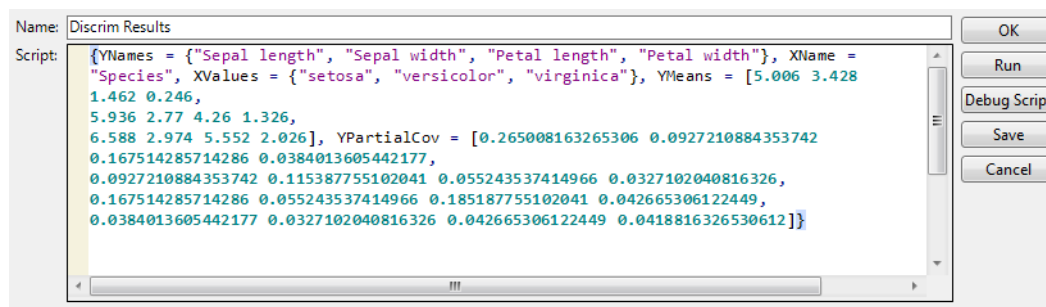 Name: Discrim Results
OK
Script: {YNames = {"Sepal length", "Sepal width", "Petal length", "Petal width"}, XName =
"Species", XValues = {"setosa", "versicolor", "virginica"}, YMeans = [5.006 3.428
1.462 0.246,
5.936 2.77 4.26 1.326,
6.588 2.974 5.552 2.026], YPartialCov = [0.265008163265306 0.0927210884353742
0.167514285714286 0.0384013605442177,
0.0927210884353742 0.115387755102041 0.055243537414966 0.0327102040816326,
0.167514285714286 0.055243537414966 0.185187755102041 0.042665306122449,
0.0384013605442177 0.0327102040816326 0.042665306122449 0.0418816326530612]}
Run
Debug Scrip
Save
Cancel